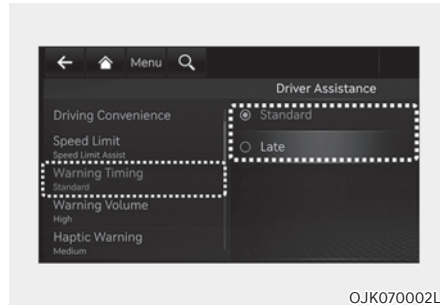 Menu
Driver Assistance
Driving Convenience
Speed Limit
Speed Limit Assist
Warning Timing
Standard
Warning Volume
High
Haptic Warning
Medium
Standard
Late
OJK070002L